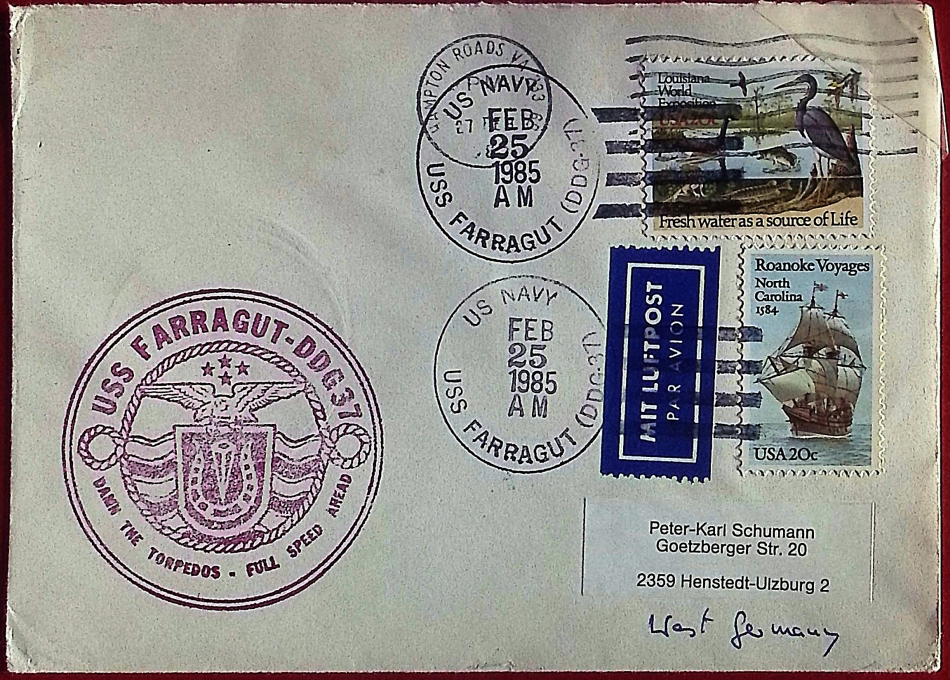 USS FARRAGUT-DDG37
DAMN THE TORPEDOS - FULL SPEED AHEAD
HAMPTON ROADS VA
27 FEB
US NAVY
FEB
25
1985
AM
USS FARRAGUT (DDG-37)
Louisiana
World
Exposition
USA 20c
Fresh water as a source of Life
US NAVY
FEB
25
1985
AM
USS FARRAGUT (DDG-37)
MIT LUFTPOST
PAR AVION
Roanoke Voyages
North
Carolina
1584
USA 20c
Peter-Karl Schumann
Goetzberger Str. 20
2359 Henstedt-Ulzburg 2
West Germany